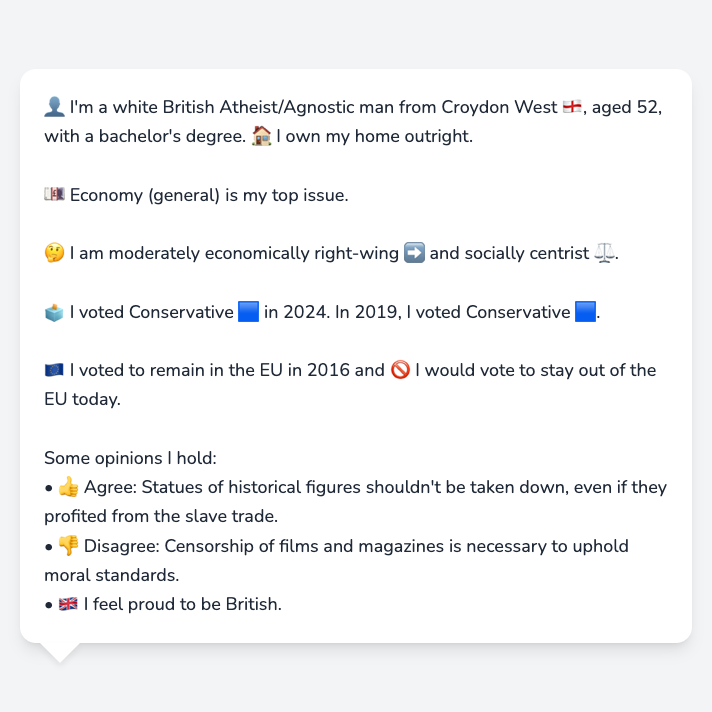 👤 I'm a white British Atheist/Agnostic man from Croydon West 🏴󠁧󠁢󠁥󠁮󠁧󠁿, aged 52,
with a bachelor's degree. 🏠 I own my home outright.
💷 Economy (general) is my top issue.
🤔 I am moderately economically right-wing ➡️ and socially centrist ⚖️.
🗳️ I voted Conservative 🟦 in 2024. In 2019, I voted Conservative 🟦.
🇪🇺 I voted to remain in the EU in 2016 and 🚫 I would vote to stay out of the
EU today.
Some opinions I hold:
• 👍 Agree: Statues of historical figures shouldn't be taken down, even if they
profited from the slave trade.
• 👎 Disagree: Censorship of films and magazines is necessary to uphold
moral standards.
• 🇬🇧 I feel proud to be British.